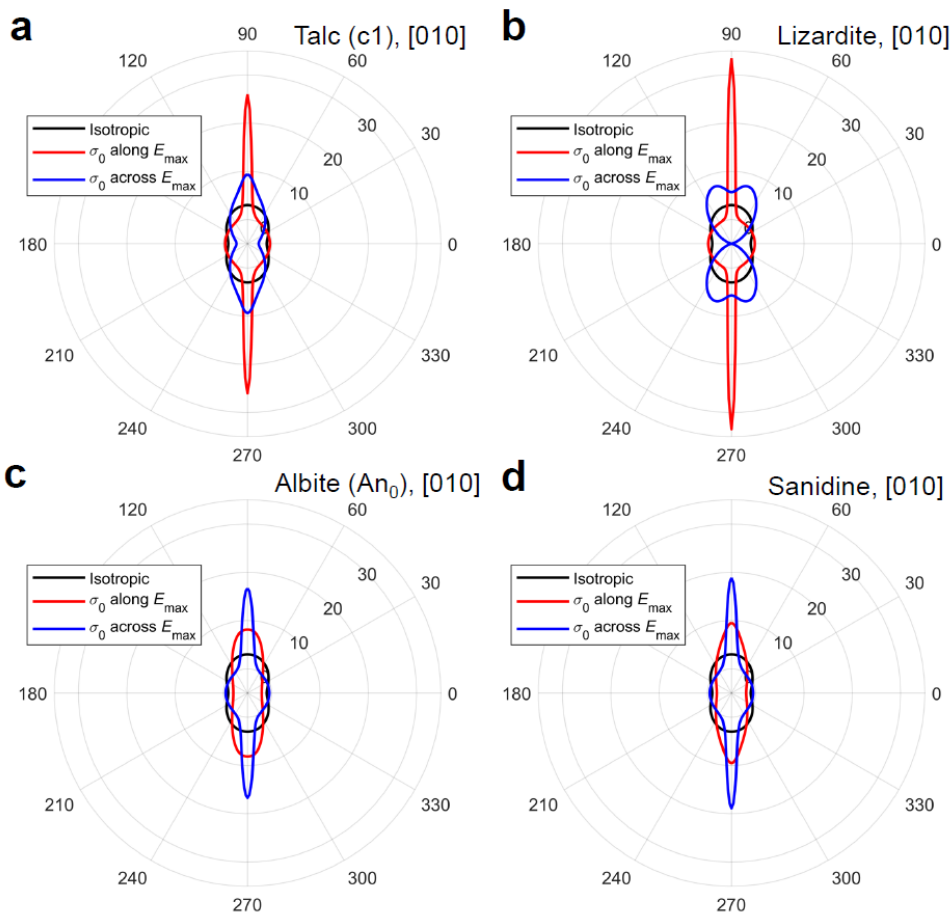 a
Talc (c1), [010]
90
120
60
Isotropic
σ0 along Emax
σ0 across Emax
30
30
20
10
180
0
210
330
240
300
270
b
Lizardite, [010]
90
120
60
Isotropic
σ0 along Emax
σ0 across Emax
30
30
20
10
180
0
210
330
240
300
270
c
Albite (An0), [010]
90
120
60
Isotropic
σ0 along Emax
σ0 across Emax
30
30
20
10
180
0
210
330
240
300
270
d
Sanidine, [010]
90
120
60
Isotropic
σ0 along Emax
σ0 across Emax
30
30
20
10
180
0
210
330
240
300
270